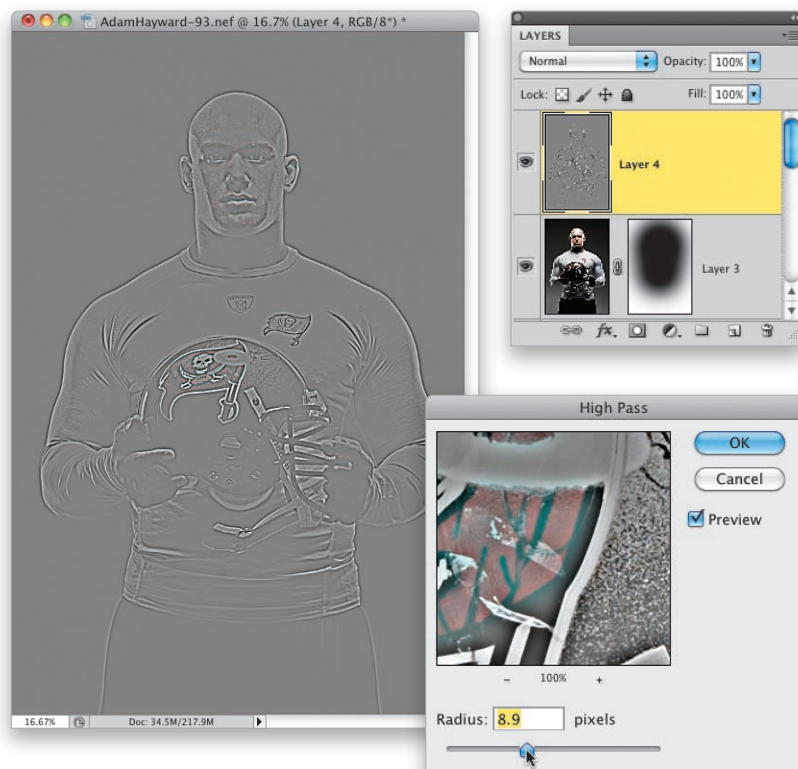 AdamHayward-93.nef @ 16.7% (Layer 4, RGB/8*) *
16.67%
Doc: 34.5M/217.9M
LAYERS
Normal
Opacity: 100%
Lock:
Fill: 100%
Layer 4
Layer 3
fx.
High Pass
OK
Cancel
Preview
- 100% +
Radius: 8.9 pixels